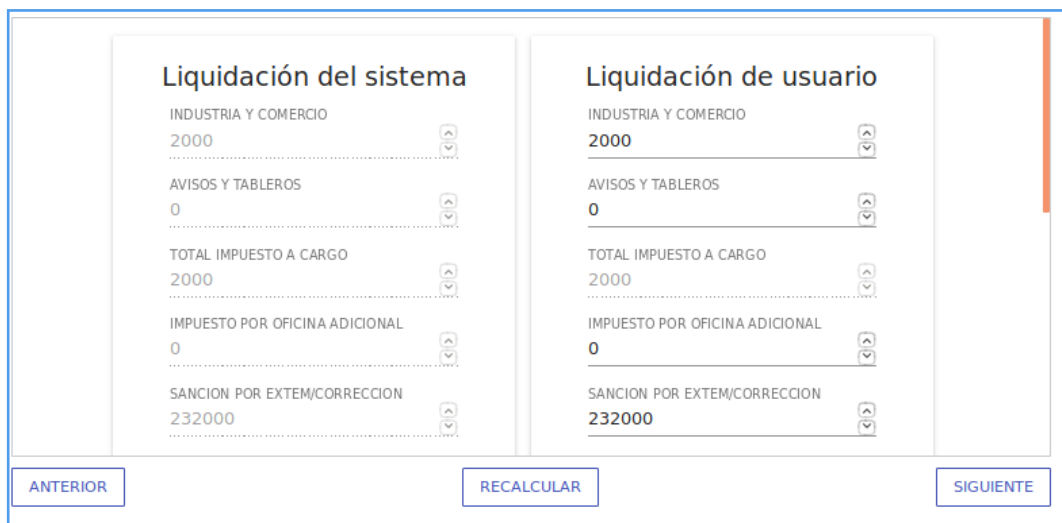 Liquidación del sistema
INDUSTRIA Y COMERCIO
2000
AVISOS Y TABLEROS
0
TOTAL IMPUESTO A CARGO
2000
IMPUESTO POR OFICINA ADICIONAL
0
SANCION POR EXTEM/CORRECCION
232000
Liquidación de usuario
INDUSTRIA Y COMERCIO
2000
AVISOS Y TABLEROS
0
TOTAL IMPUESTO A CARGO
2000
IMPUESTO POR OFICINA ADICIONAL
0
SANCION POR EXTEM/CORRECCION
232000
ANTERIOR
RECALCULAR
SIGUIENTE